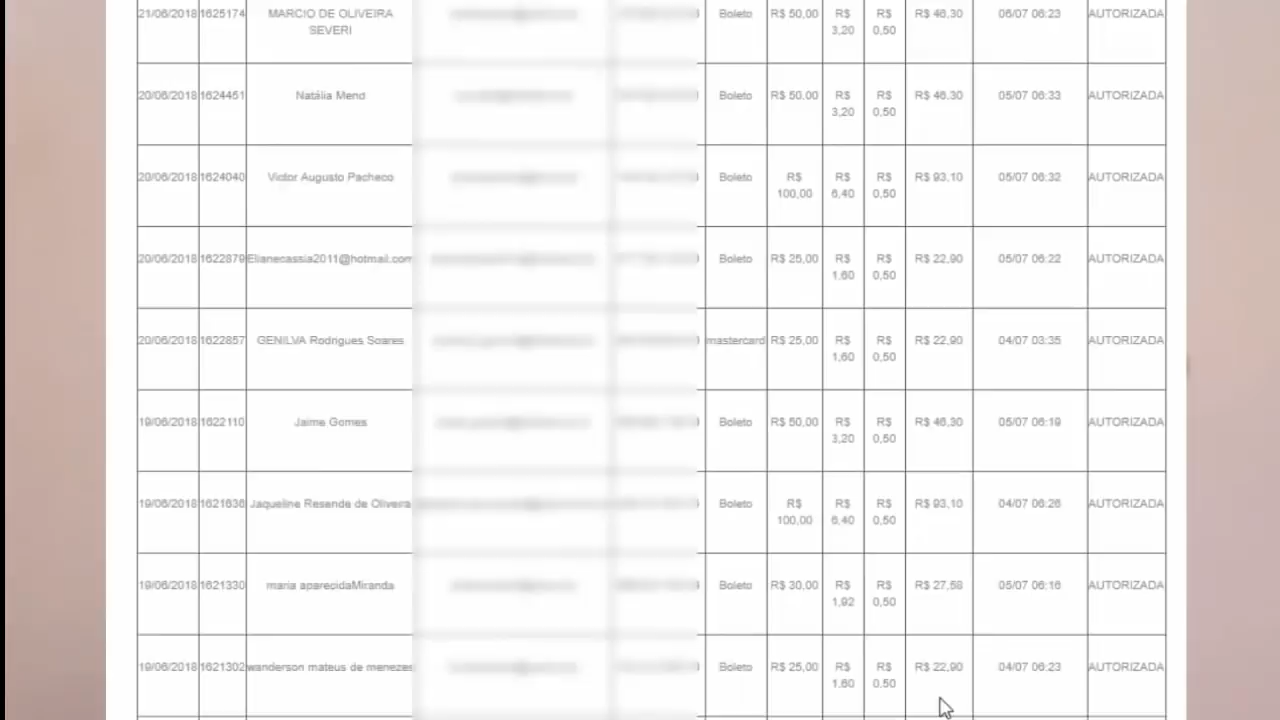 21/06/2018 1625174 MARCIO DE OLIVEIRA Boleto R$ 50,00 R$ R$ R$ 46,30 06/07 06:23 AUTORIZADA
SEVERI 3,20 0,50
20/06/2018 1624451 Natália Mend Boleto R$ 50,00 R$ R$ R$ 46,30 05/07 06:33 AUTORIZADA
3,20 0,50
20/06/2018 1624040 Victor Augusto Pacheco Boleto R$ R$ R$ R$ 93,10 05/07 06:32 AUTORIZADA
100,00 6,40 0,50
20/06/2018 1622879 Elianecassia2011@hotmail.com Boleto R$ 25,00 R$ R$ R$ 22,90 05/07 06:22 AUTORIZADA
1,60 0,50
20/06/2018 1622857 GENILVA Rodrigues Soares mastercard R$ 25,00 R$ R$ R$ 22,90 04/07 03:35 AUTORIZADA
1,60 0,50
19/06/2018 1622110 Jaime Gomes Boleto R$ 50,00 R$ R$ R$ 46,30 05/07 06:19 AUTORIZADA
3,20 0,50
19/06/2018 1621636 Jaqueline Resende de Oliveira Boleto R$ R$ R$ R$ 93,10 04/07 06:26 AUTORIZADA
100,00 6,40 0,50
19/06/2018 1621330 maria aparecidaMiranda Boleto R$ 30,00 R$ R$ R$ 27,58 05/07 06:16 AUTORIZADA
1,92 0,50
19/06/2018 1621302 wanderson mateus de menezes Boleto R$ 25,00 R$ R$ R$ 22,90 04/07 06:23 AUTORIZADA
1,60 0,50